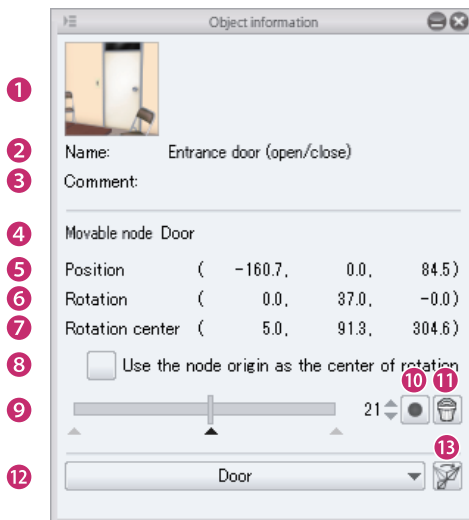 Object information
1
2 Name: Entrance door (open/close)
3 Comment:
4 Movable node Door
5 Position ( -160.7, 0.0, 84.5)
6 Rotation ( 0.0, 37.0, -0.0)
7 Rotation center ( 5.0, 91.3, 304.6)
8 Use the node origin as the center of rotation
10 11
9 21
13
12 Door